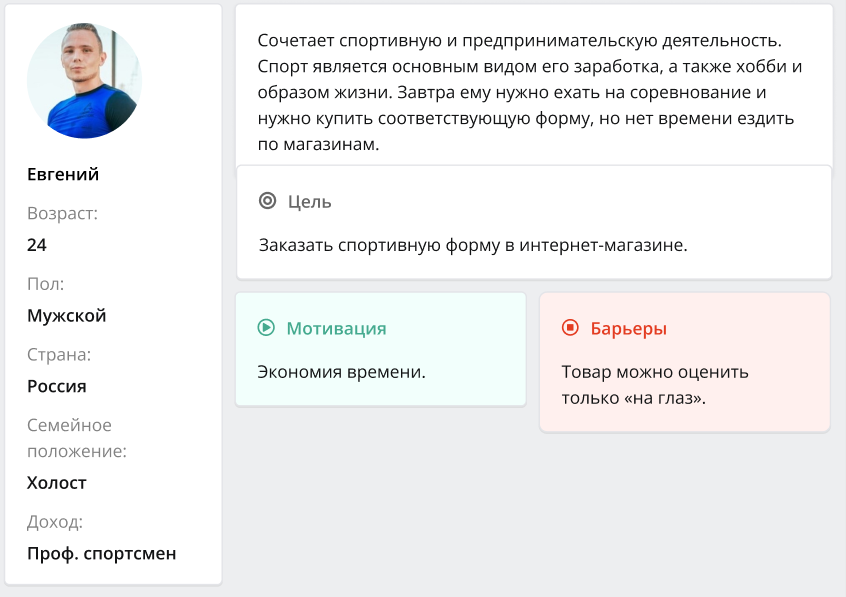 Евгений
Возраст:
24
Пол:
Мужской
Страна:
Россия
Семейное
положение:
Холост
Доход:
Проф. спортсмен
Сочетает спортивную и предпринимательскую деятельность.
Спорт является основным видом его заработка, а также хобби и
образом жизни. Завтра ему нужно ехать на соревнование и
нужно купить соответствующую форму, но нет времени ездить
по магазинам.
Цель
Заказать спортивную форму в интернет-магазине.
Мотивация
Экономия времени.
Барьеры
Товар можно оценить
только «на глаз».